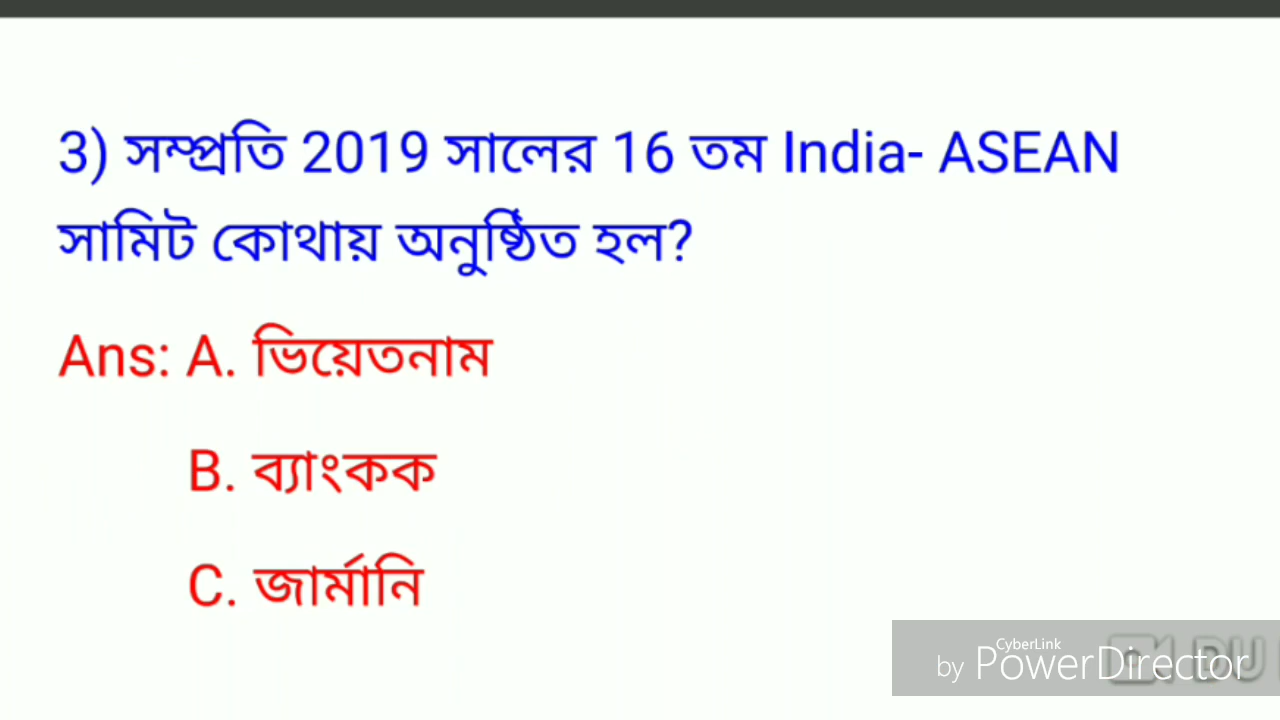 3) সম্প্রতি 2019 সালের 16 তম India- ASEAN
সামিট কোথায় অনুষ্ঠিত হল?
Ans: A. ভিয়েতনাম
B. ব্যাংকক
C. জার্মানি
CyberLink
by PowerDirector